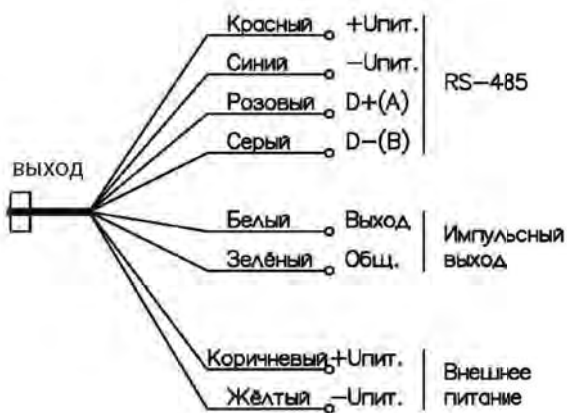 Красный +Uпит.
Синий −Uпит.
Розовый D+(A)
Серый D−(B)
RS−485
выход
Белый Выход
Зелёный Общ.
Импульсный
выход
Коричневый +Uпит.
Жёлтый −Uпит.
Внешнее
питание